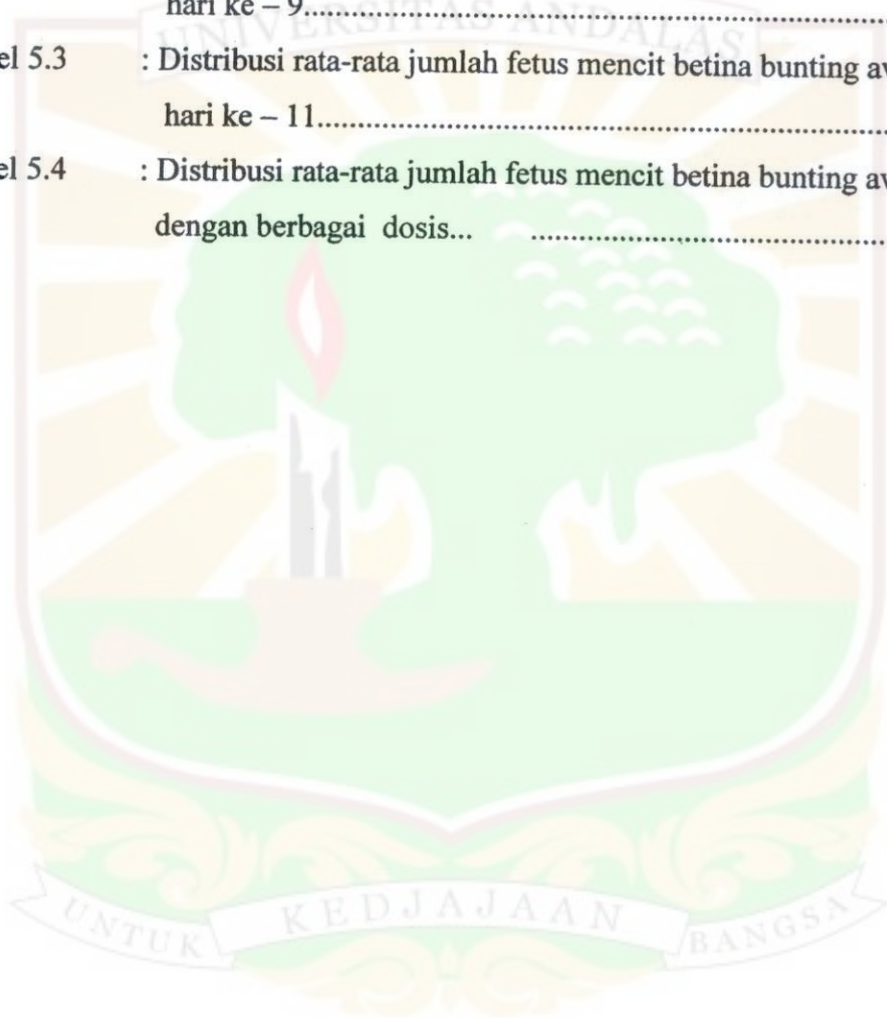 hari ke – 9..............................................................................
UNIVERSITAS ANDALAS
el 5.3 : Distribusi rata-rata jumlah fetus mencit betina bunting av
hari ke – 11..............................................................................
el 5.4 : Distribusi rata-rata jumlah fetus mencit betina bunting av
dengan berbagai dosis... ..................................................
UNTUK KEDJAJAAN BANGSA